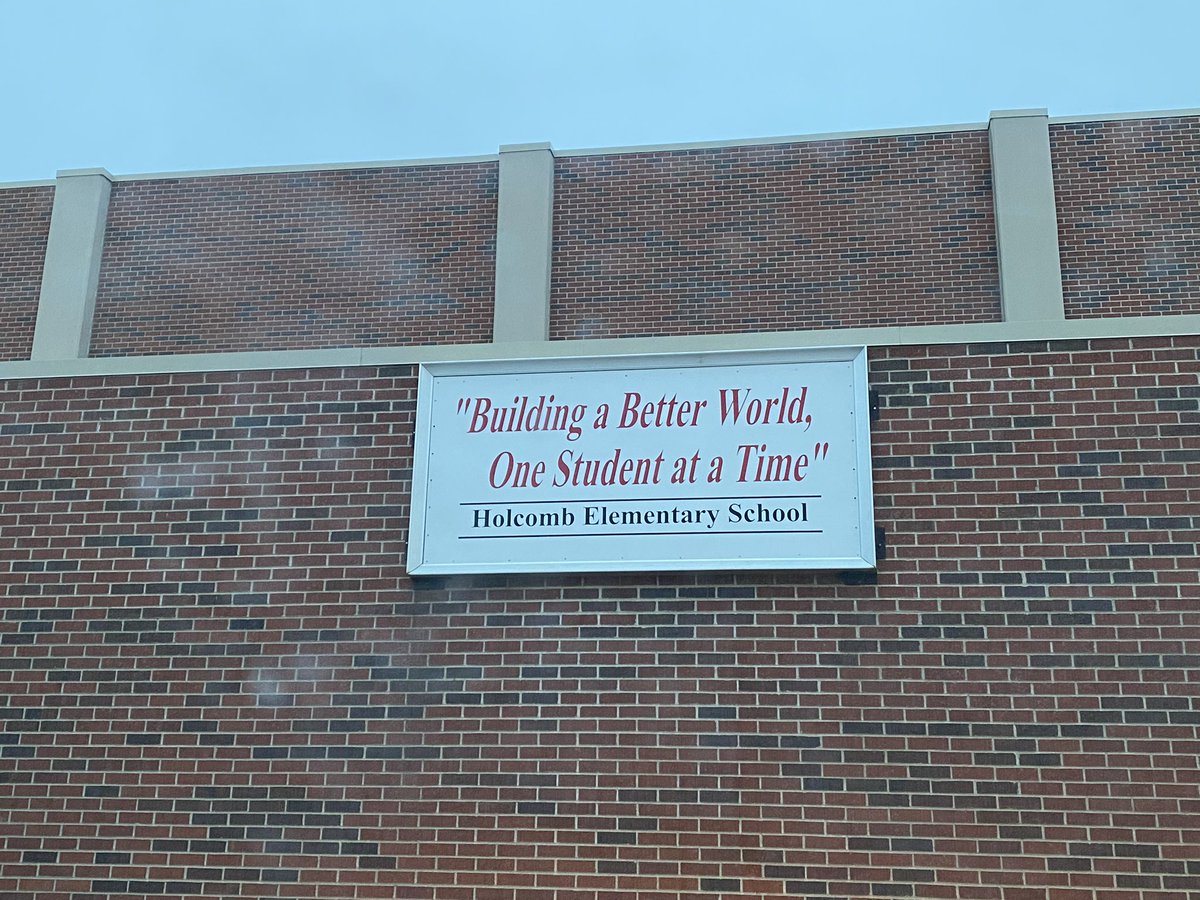 "Building a Better World,
One Student at a Time"
Holcomb Elementary School